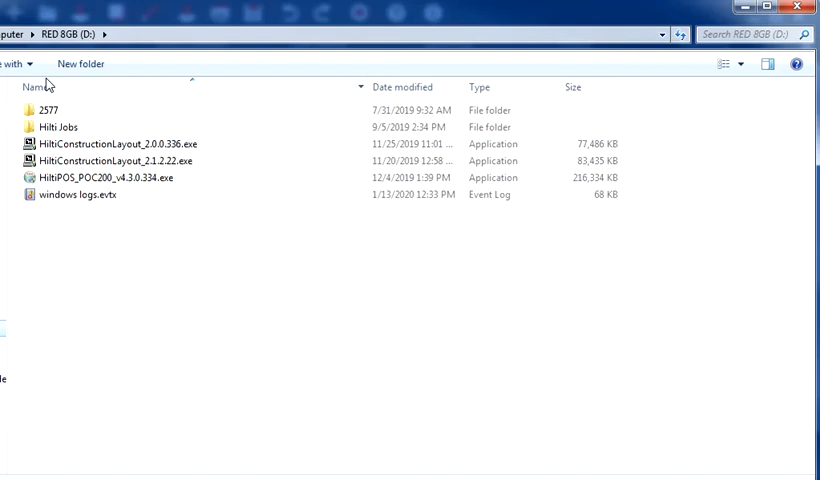 puter ▸ RED 8GB (D:) ▸ Search RED 8GB (D:)
e with New folder
Name Date modified Type Size
2577 7/31/2019 9:32 AM File folder
Hilti Jobs 9/5/2019 2:34 PM File folder
HiltiConstructionLayout_2.0.0.336.exe 11/25/2019 11:01 ... Application 77,486 KB
HiltiConstructionLayout_2.1.2.22.exe 11/20/2019 12:58 ... Application 83,435 KB
HiltiPOS_POC200_v4.3.0.334.exe 12/4/2019 1:39 PM Application 216,334 KB
windows logs.evtx 1/13/2020 12:33 PM Event Log 68 KB
le